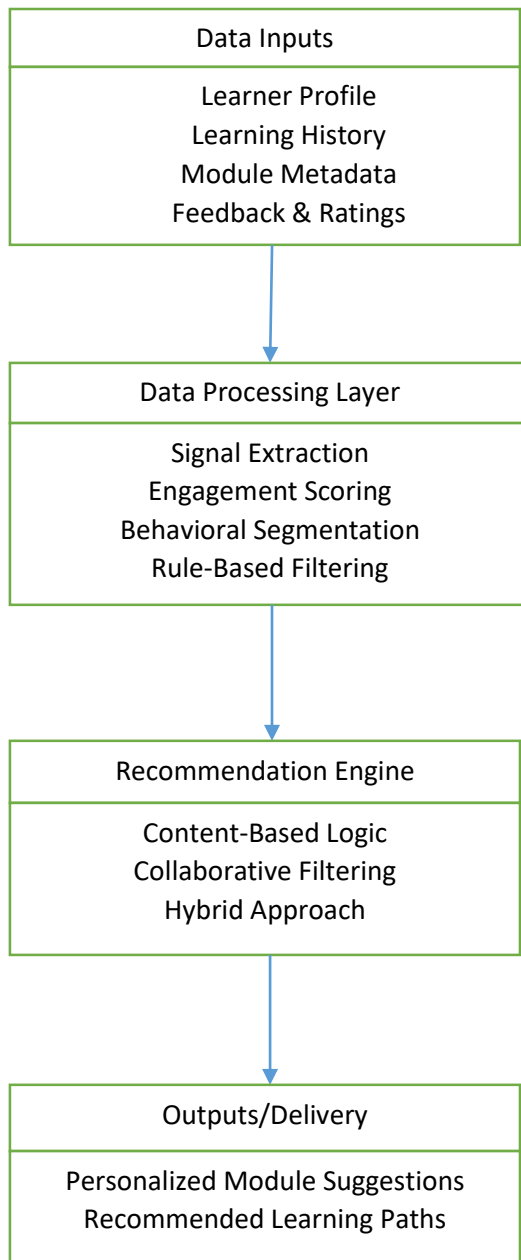 Data Inputs
Learner Profile
Learning History
Module Metadata
Feedback & Ratings
Data Processing Layer
Signal Extraction
Engagement Scoring
Behavioral Segmentation
Rule-Based Filtering
Recommendation Engine
Content-Based Logic
Collaborative Filtering
Hybrid Approach
Outputs/Delivery
Personalized Module Suggestions
Recommended Learning Paths